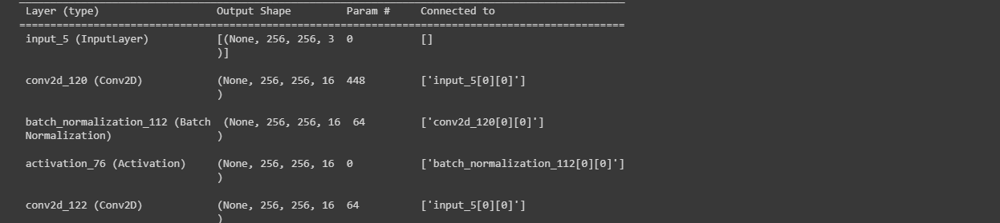 Layer (type)                   Output Shape         Param #     Connected to
==================================================================================================
input_5 (InputLayer)           [(None, 256, 256, 3  0           []
)]
conv2d_120 (Conv2D)            (None, 256, 256, 16  448         ['input_5[0][0]']
)
batch_normalization_112 (Batch  (None, 256, 256, 16  64         ['conv2d_120[0][0]']
Normalization)                 )
activation_76 (Activation)     (None, 256, 256, 16  0           ['batch_normalization_112[0][0]']
)
conv2d_122 (Conv2D)            (None, 256, 256, 16  64          ['input_5[0][0]']
)